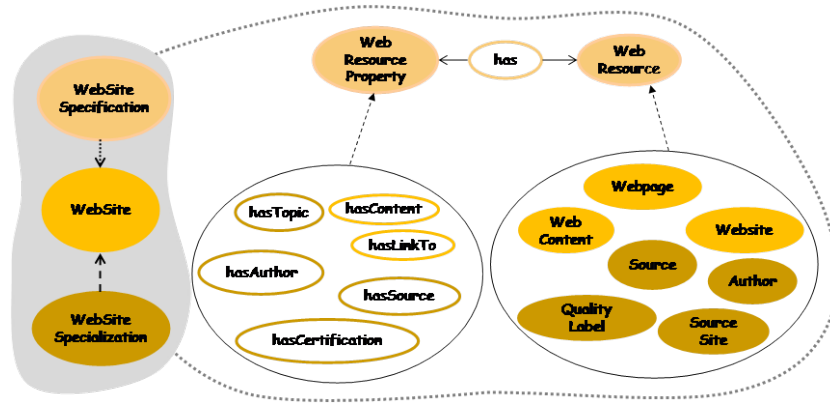 WebSite
Specification
WebSite
WebSite
Specialization
Web
Resource
Property
has
Web
Resource
hasTopic
hasContent
hasLinkTo
hasAuthor
hasSource
hasCertification
Webpage
Web
Content
Website
Source
Author
Quality
Label
Source
Site